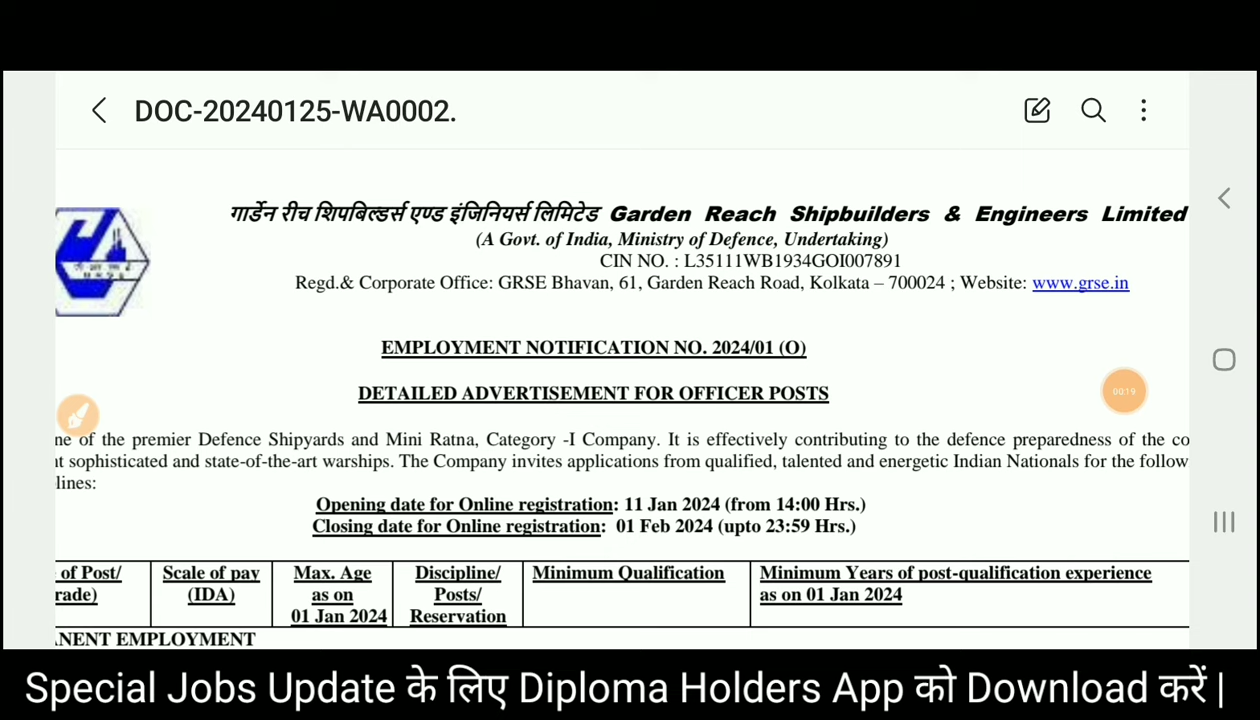 DOC-20240125-WA0002.
गार्डेन रीच शिपबिल्डर्स एण्ड इंजिनियर्स लिमिटेड Garden Reach Shipbuilders & Engineers Limited
(A Govt. of India, Ministry of Defence, Undertaking)
CIN NO. : L35111WB1934GOI007891
Regd.& Corporate Office: GRSE Bhavan, 61, Garden Reach Road, Kolkata – 700024 ; Website: www.grse.in
EMPLOYMENT NOTIFICATION NO. 2024/01 (O)
DETAILED ADVERTISEMENT FOR OFFICER POSTS
00:19
ne of the premier Defence Shipyards and Mini Ratna, Category -I Company. It is effectively contributing to the defence preparedness of the co
nt sophisticated and state-of-the-art warships. The Company invites applications from qualified, talented and energetic Indian Nationals for the follow
lines:
Opening date for Online registration: 11 Jan 2024 (from 14:00 Hrs.)
Closing date for Online registration: 01 Feb 2024 (upto 23:59 Hrs.)
of Post/ Scale of pay Max. Age Discipline/ Minimum Qualification Minimum Years of post-qualification experience
rade) (IDA) as on Posts/ as on 01 Jan 2024
01 Jan 2024 Reservation
ANENT EMPLOYMENT
Special Jobs Update के लिए Diploma Holders App को Download करें |